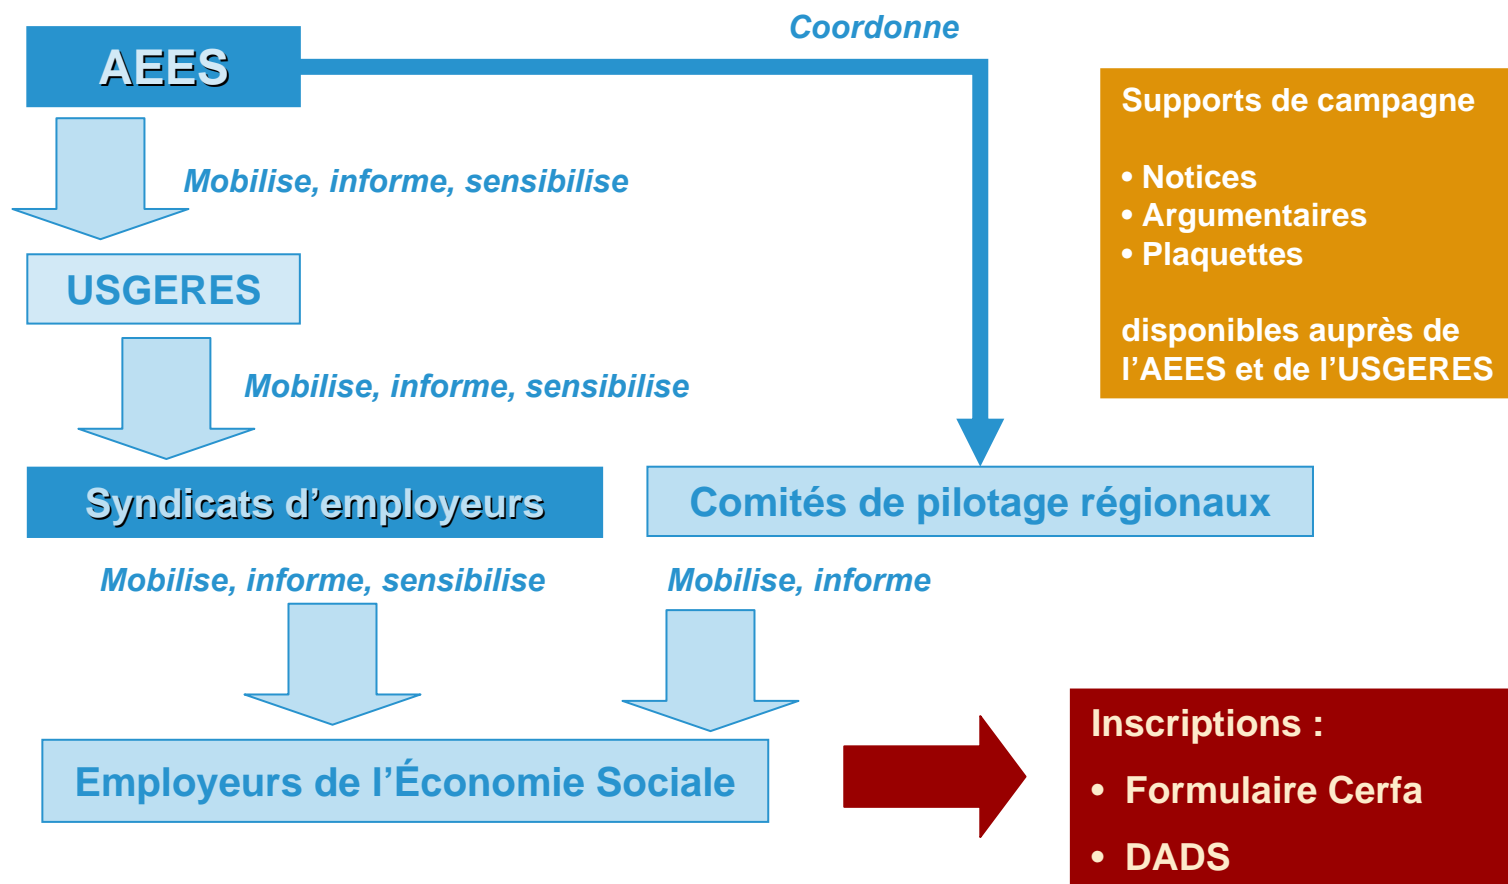 Coordonne
AEES
Supports de campagne
• Notices
• Argumentaires
• Plaquettes
disponibles auprès de
l’AEES et de l’USGERES
Mobilise, informe, sensibilise
USGERES
Mobilise, informe, sensibilise
Syndicats d’employeurs
Comités de pilotage régionaux
Mobilise, informe, sensibilise
Mobilise, informe
Employeurs de l’Économie Sociale
Inscriptions :
• Formulaire Cerfa
• DADS